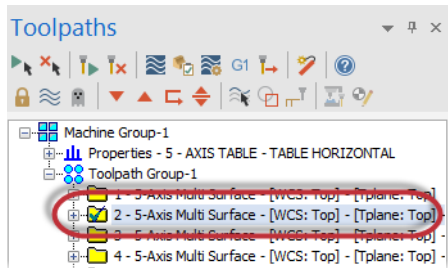 Toolpaths
G1
Machine Group-1
Properties - 5 - AXIS TABLE - TABLE HORIZONTAL
Toolpath Group-1
1 - 5-Axis Multi Surface - [WCS: Top] - [Tplane: Top]
2 - 5-Axis Multi Surface - [WCS: Top] - [Tplane: Top]
3 - 5-Axis Multi Surface - [WCS: Top] - [Tplane: Top] -
4 - 5-Axis Multi Surface - [WCS: Top] - [Tplane: Top] -